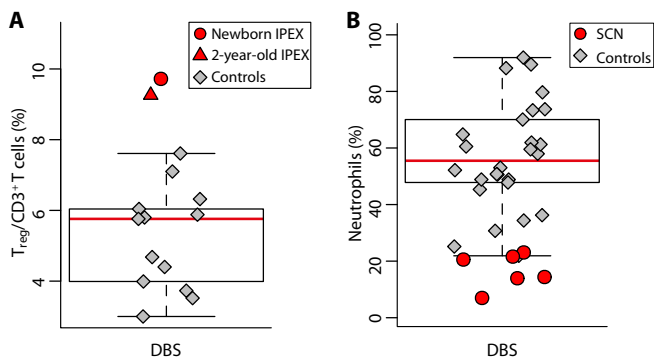 A
Newborn IPEX
2-year-old IPEX
Controls
10
8
6
4
Treg/CD3+ T cells (%)
DBS
B
SCN
Controls
100
80
60
40
20
0
Neutrophils (%)
DBS